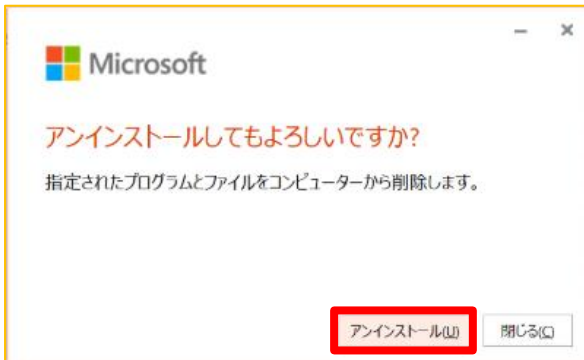 Microsoft
アンインストールしてもよろしいですか?
指定されたプログラムとファイルをコンピューターから削除します。
アンインストール(U) 閉じる(C)